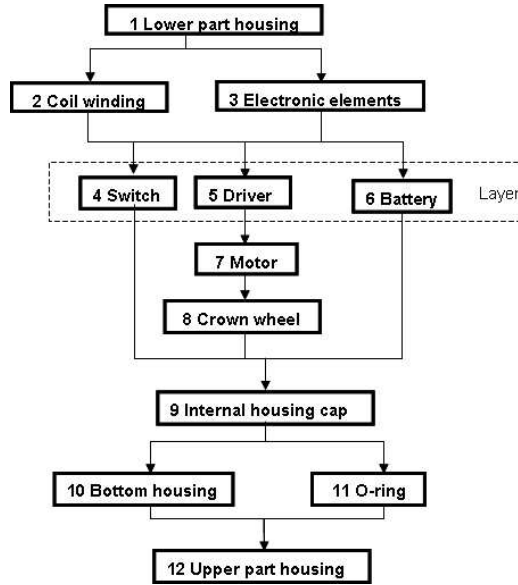 1 Lower part housing
2 Coil winding
3 Electronic elements
4 Switch
5 Driver
6 Battery
Layer
7 Motor
8 Crown wheel
9 Internal housing cap
10 Bottom housing
11 O-ring
12 Upper part housing